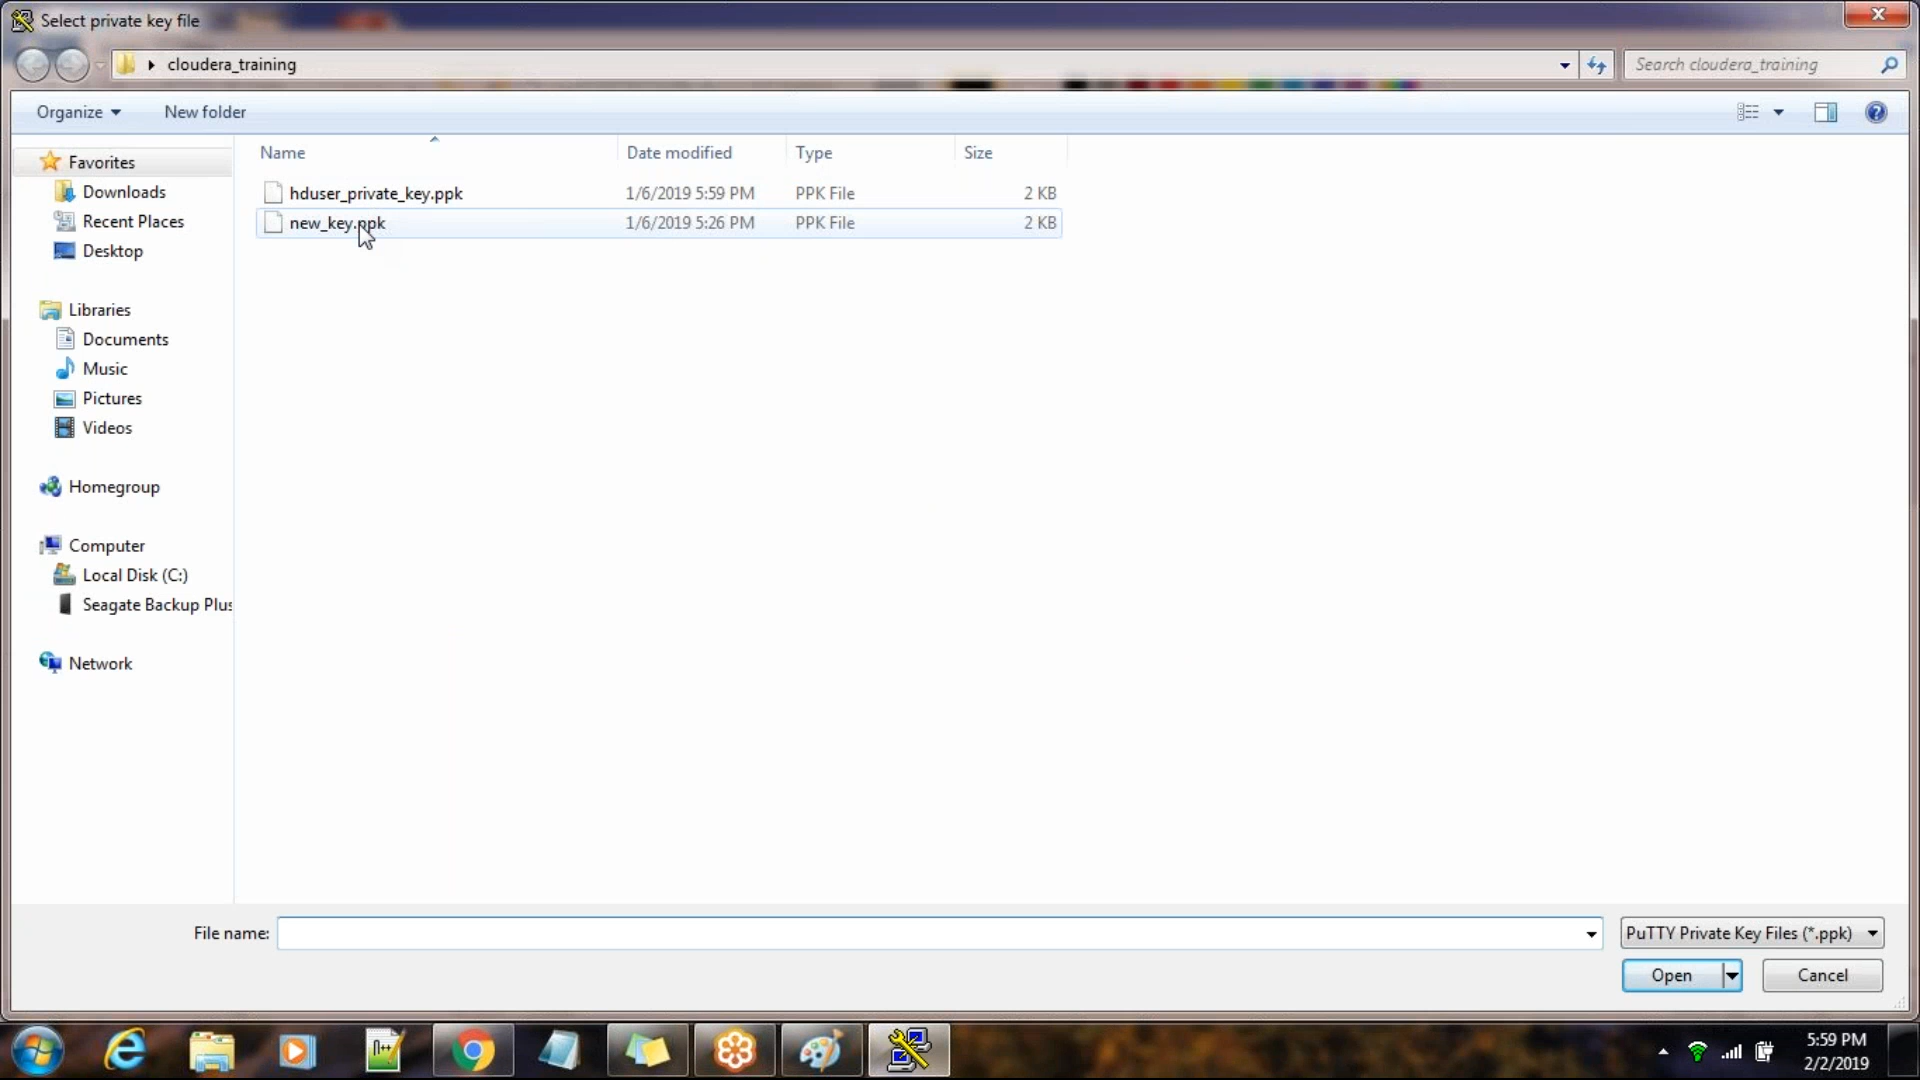 Select private key file
cloudera_training
Search cloudera_training
Organize
New folder
Name
Date modified
Type
Size
Favorites
Downloads
Recent Places
Desktop
Libraries
Documents
Music
Pictures
Videos
Homegroup
Computer
Local Disk (C:)
Seagate Backup Plus
Network
hduser_private_key.ppk 1/6/2019 5:59 PM PPK File 2 KB
new_key.ppk 1/6/2019 5:26 PM PPK File 2 KB
File name:
PuTTY Private Key Files (*.ppk)
Open
Cancel
5:59 PM
2/2/2019